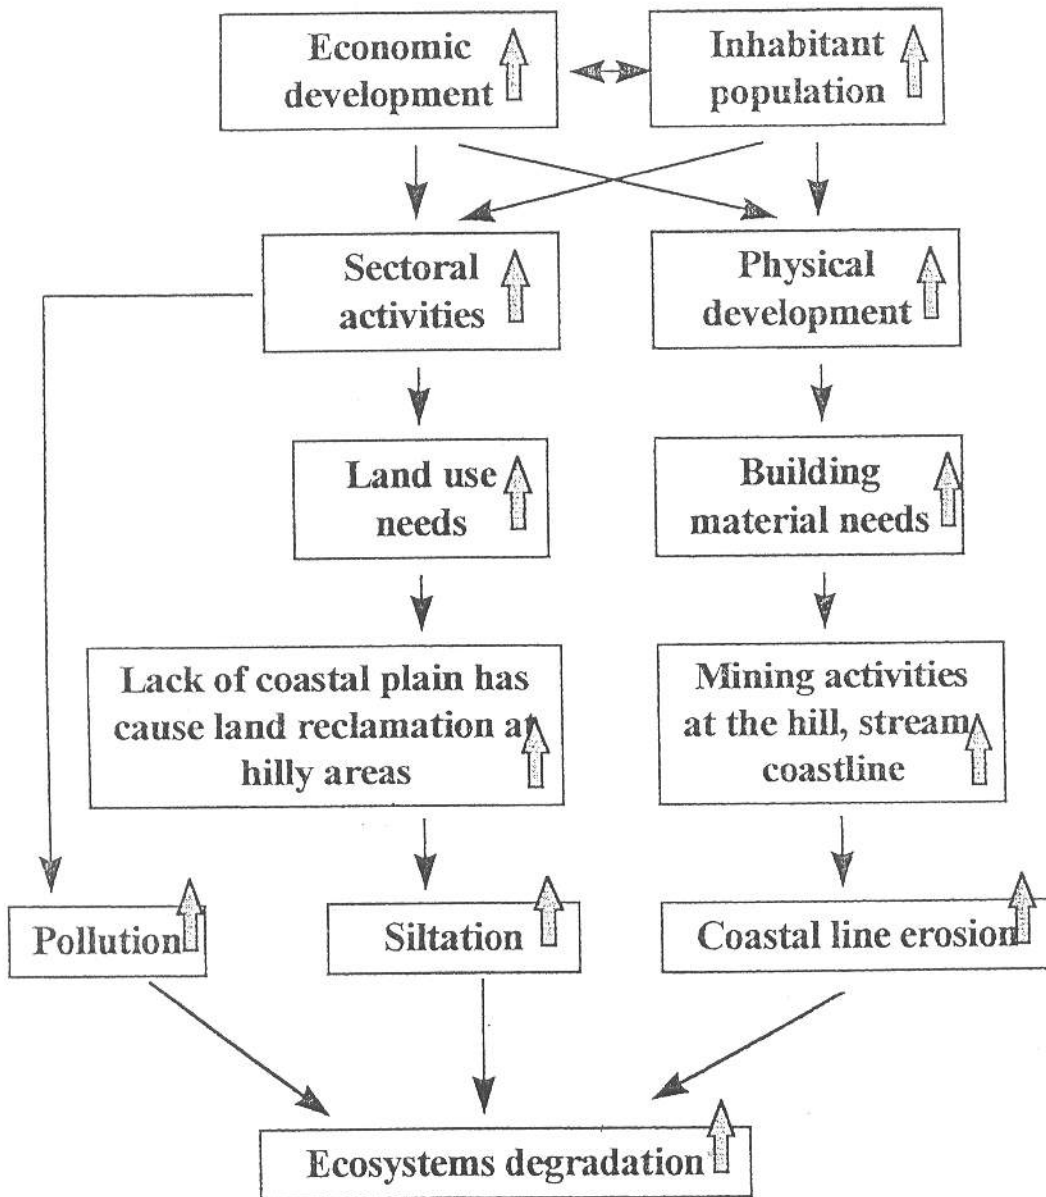 Economic
development
Inhabitant
population
Sectoral
activities
Physical
development
Land use
needs
Building
material needs
Lack of coastal plain has
cause land reclamation at
hilly areas
Mining activities
at the hill, stream,
coastline
Pollution
Siltation
Coastal line erosion
Ecosystems degradation